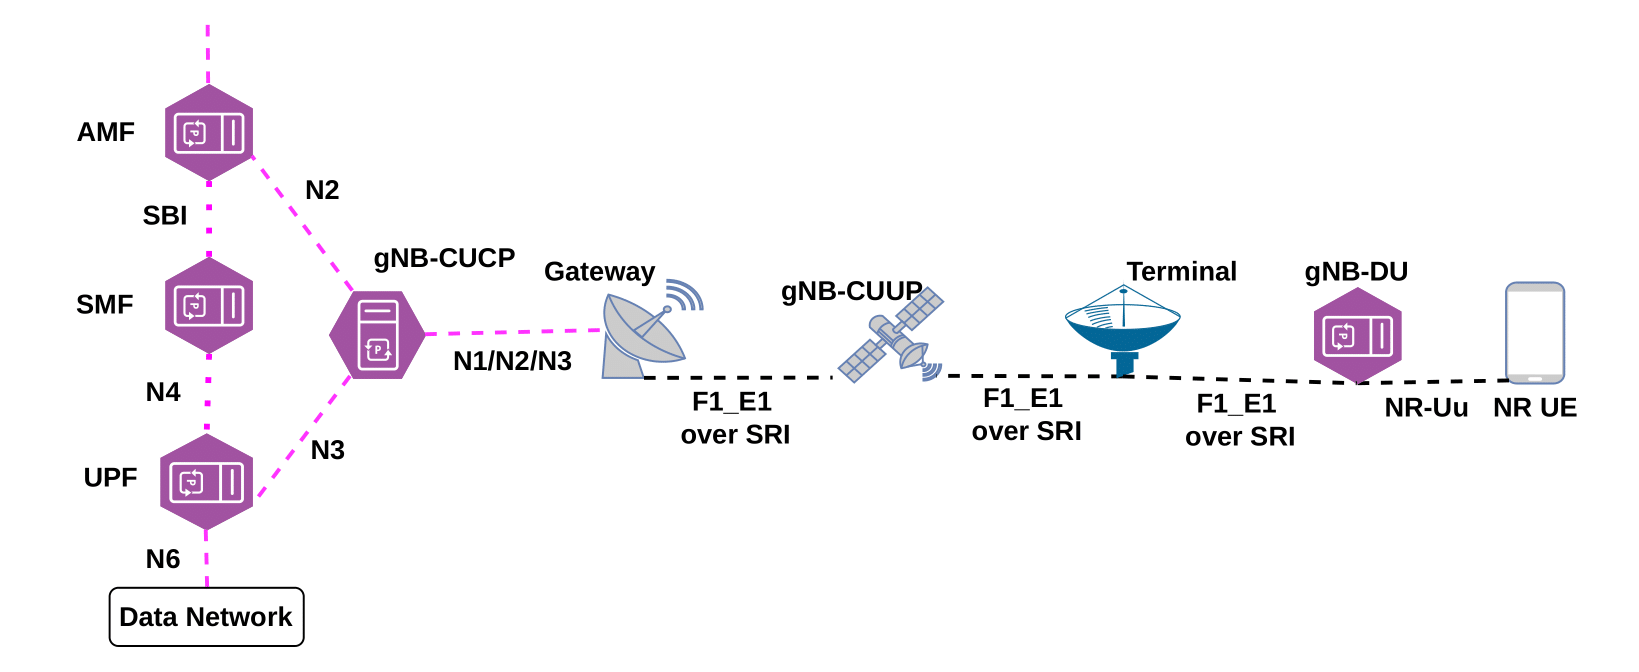 AMF
N2
SBI
gNB-CUCP
Gateway
gNB-CUUP
Terminal
gNB-DU
SMF
N1/N2/N3
N4
F1_E1
over SRI
F1_E1
over SRI
F1_E1
over SRI
NR-Uu
NR UE
N3
UPF
N6
Data Network